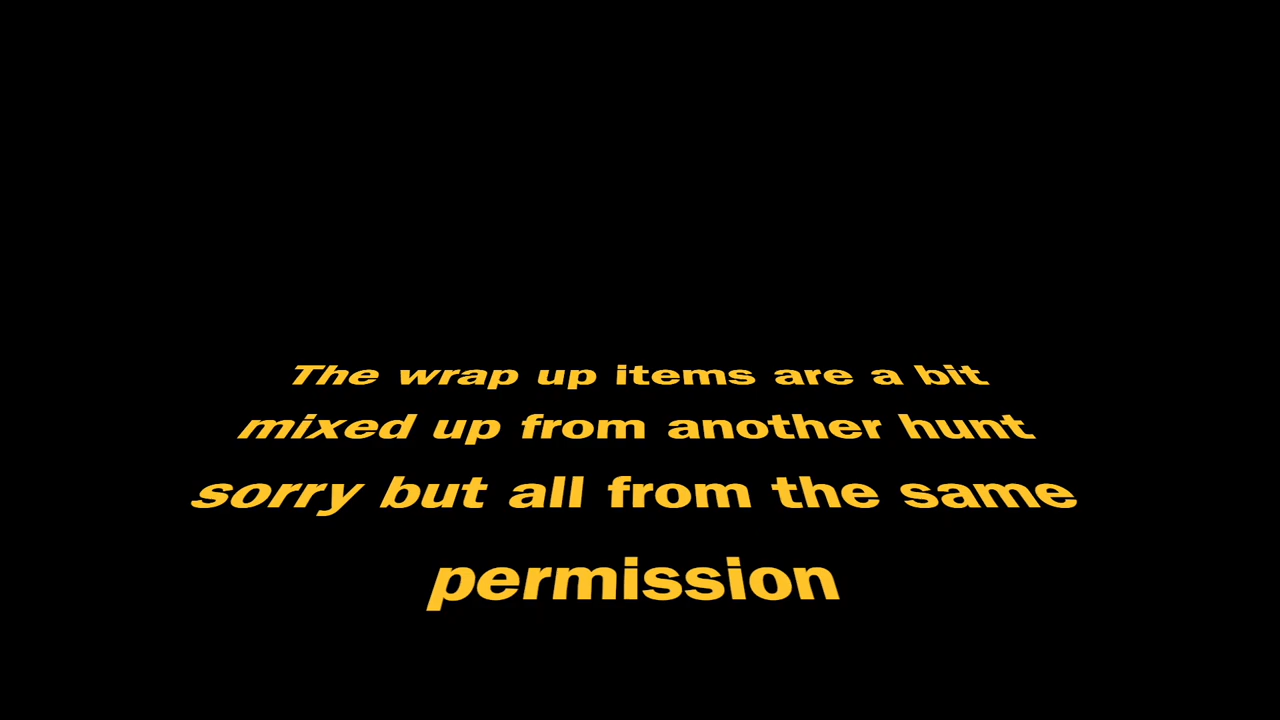 The wrap up items are a bit
mixed up from another hunt
sorry but all from the same
permission